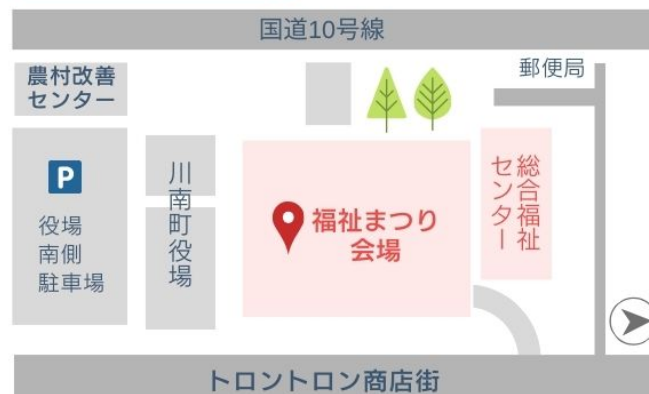 国道10号線
農村改善
センター
郵便局
P
役場
南側
駐車場
川南町役場
福祉まつり
会場
総合福祉
センター
トロントロン商店街